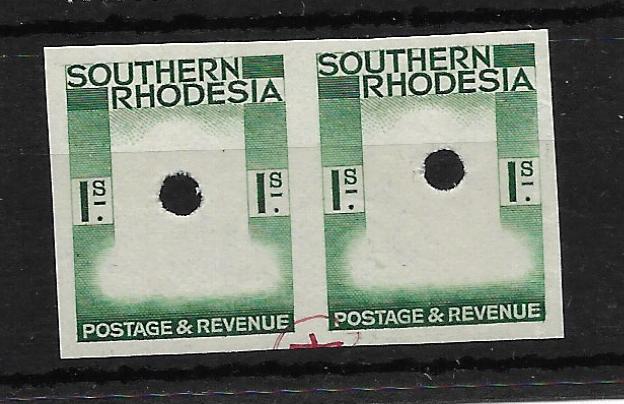 SOUTHERN
RHODESIA
1s/-.
1s/-.
POSTAGE & REVENUE
SOUTHERN
RHODESIA
1s/-.
1s/-.
POSTAGE & REVENUE